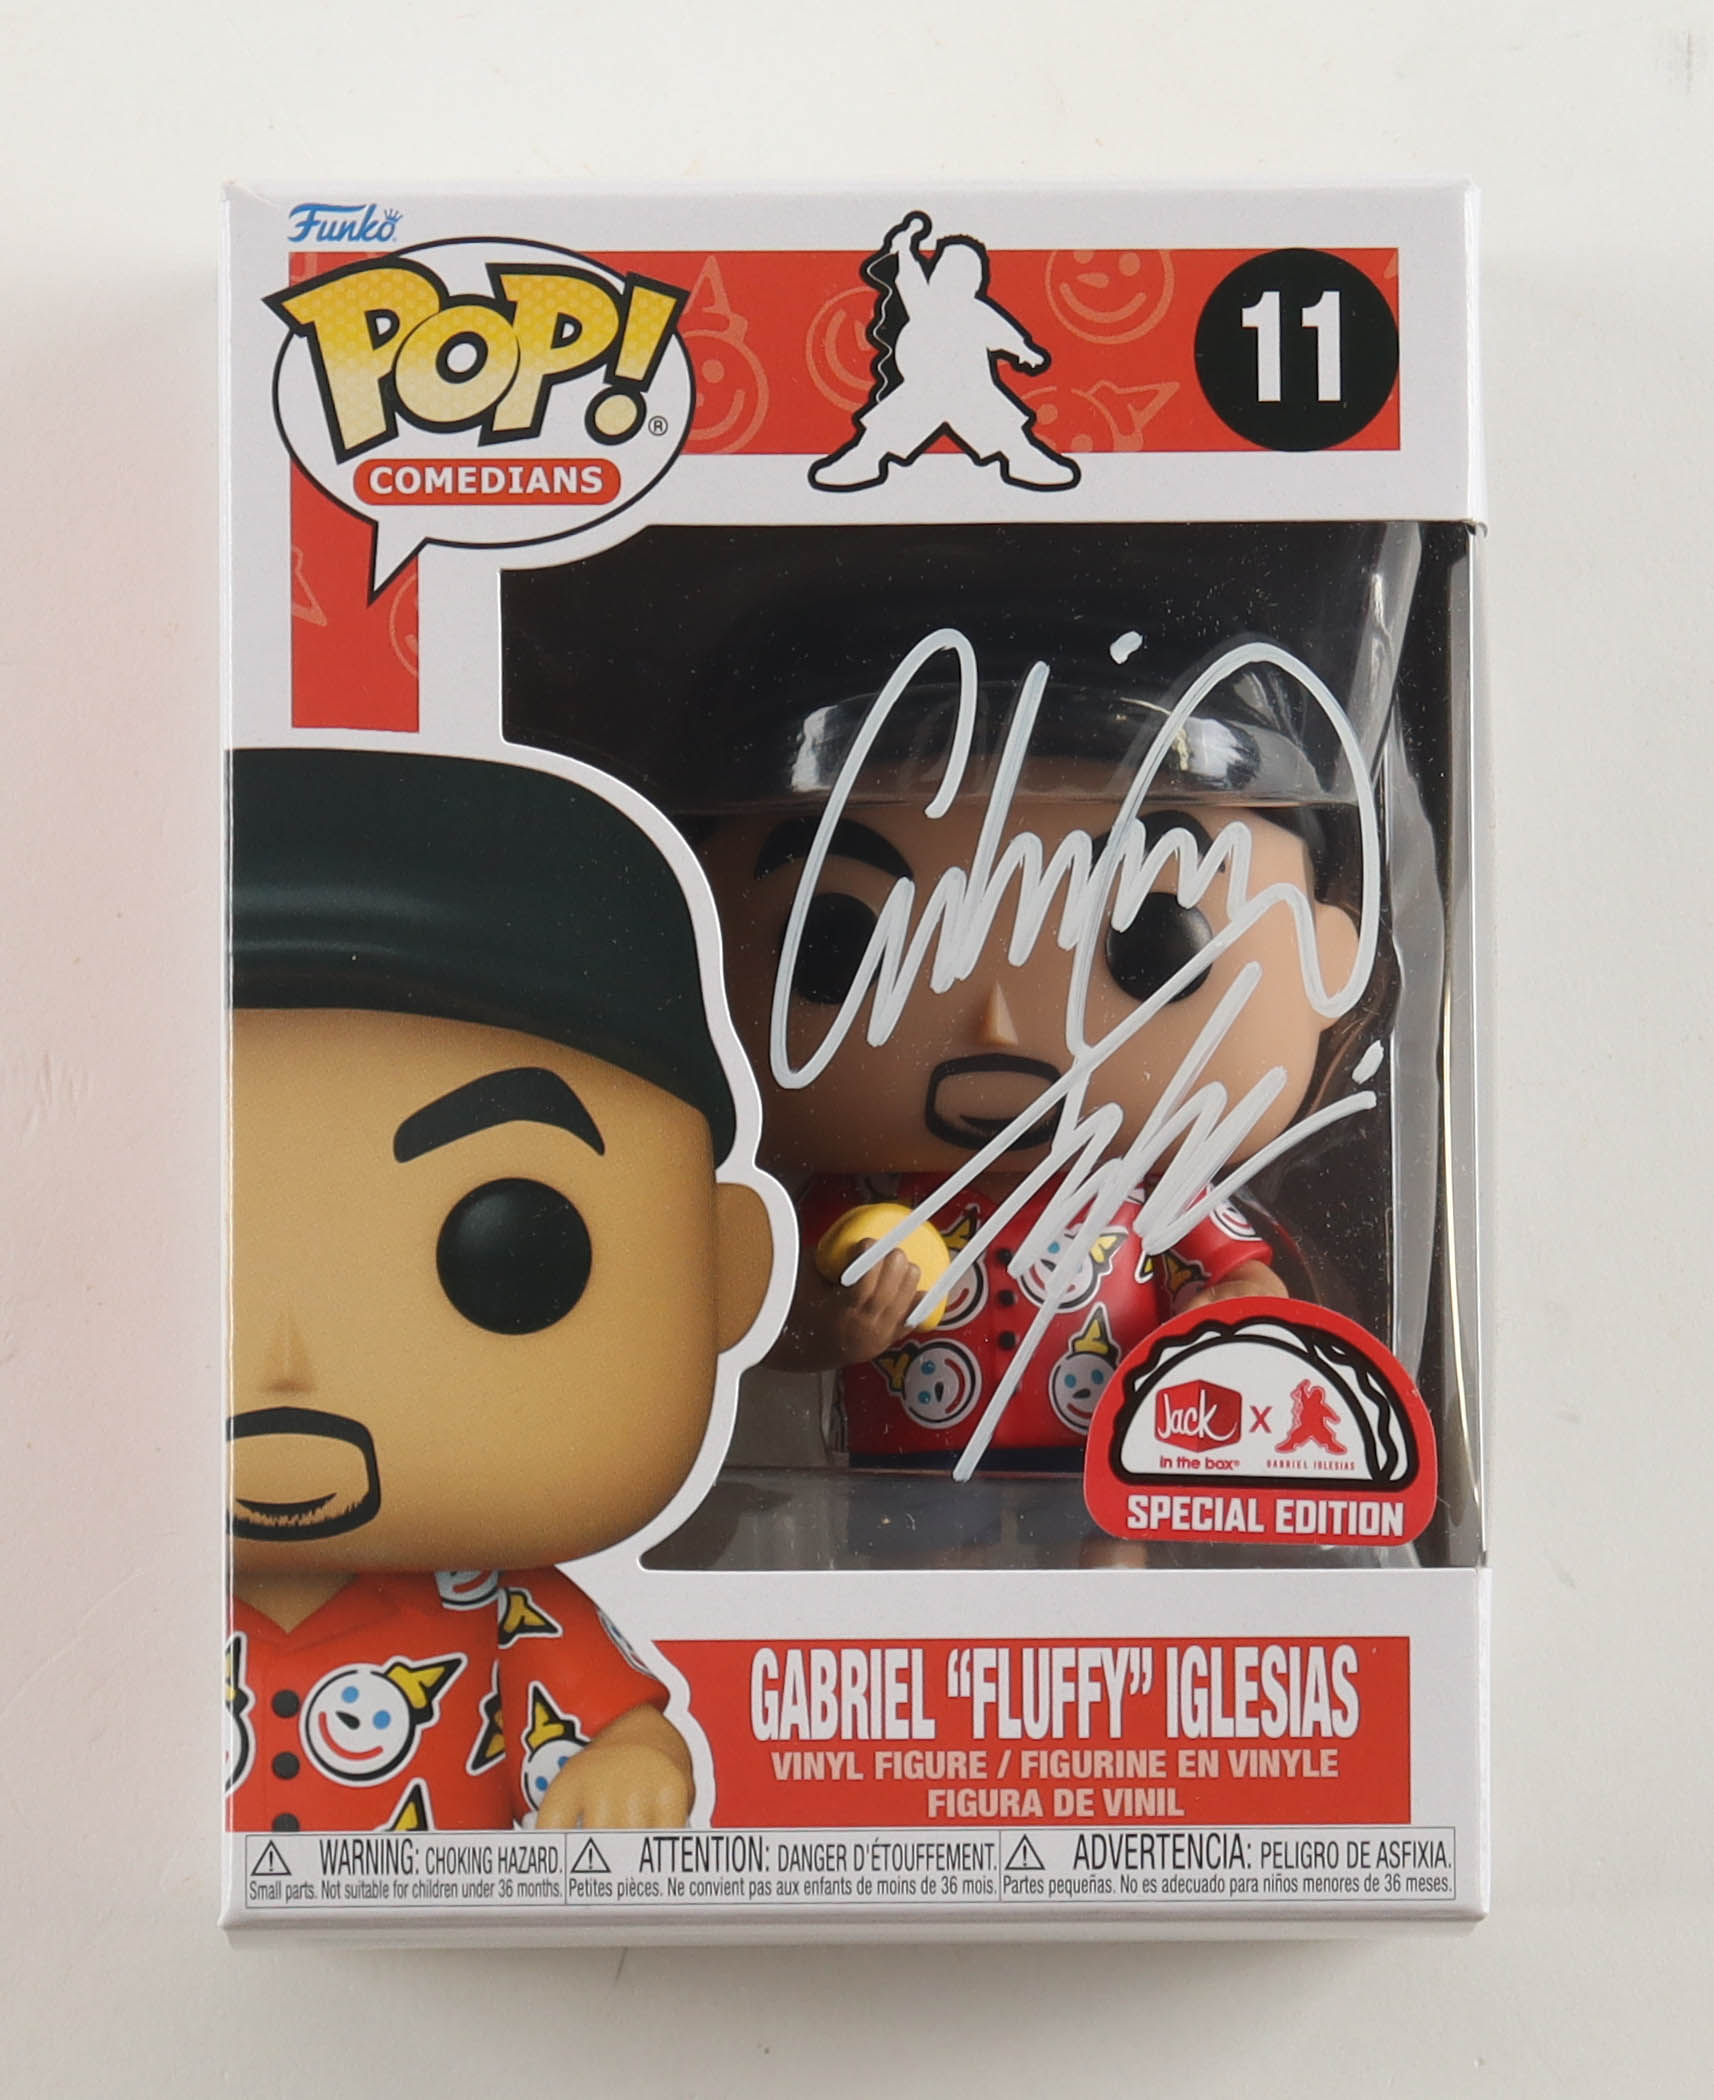 Funko
POP!®
COMEDIANS
11
Jack X
in the box® GABRIEL IGLESIAS
SPECIAL EDITION
GABRIEL “FLUFFY” IGLESIAS
VINYL FIGURE / FIGURINE EN VINYLE
FIGURA DE VINIL
WARNING: CHOKING HAZARD.
Small parts. Not suitable for children under 36 months.
ATTENTION: DANGER D'ÉTOUFFEMENT.
Petites pièces. Ne convient pas aux enfants de moins de 36 mois.
ADVERTENCIA: PELIGRO DE ASFIXIA.
Partes pequeñas. No es adecuado para niños menores de 36 meses.